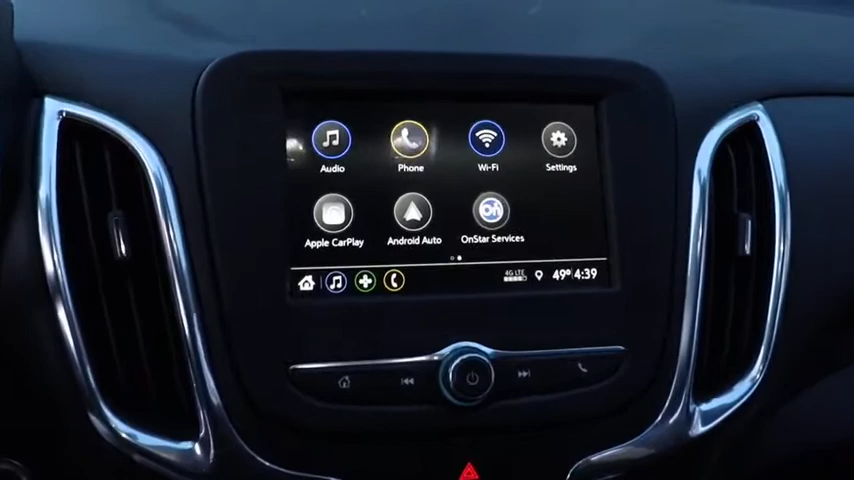 Audio Phone Wi-Fi Settings
Apple CarPlay Android Auto OnStar Services
4G LTE 49° 4:39